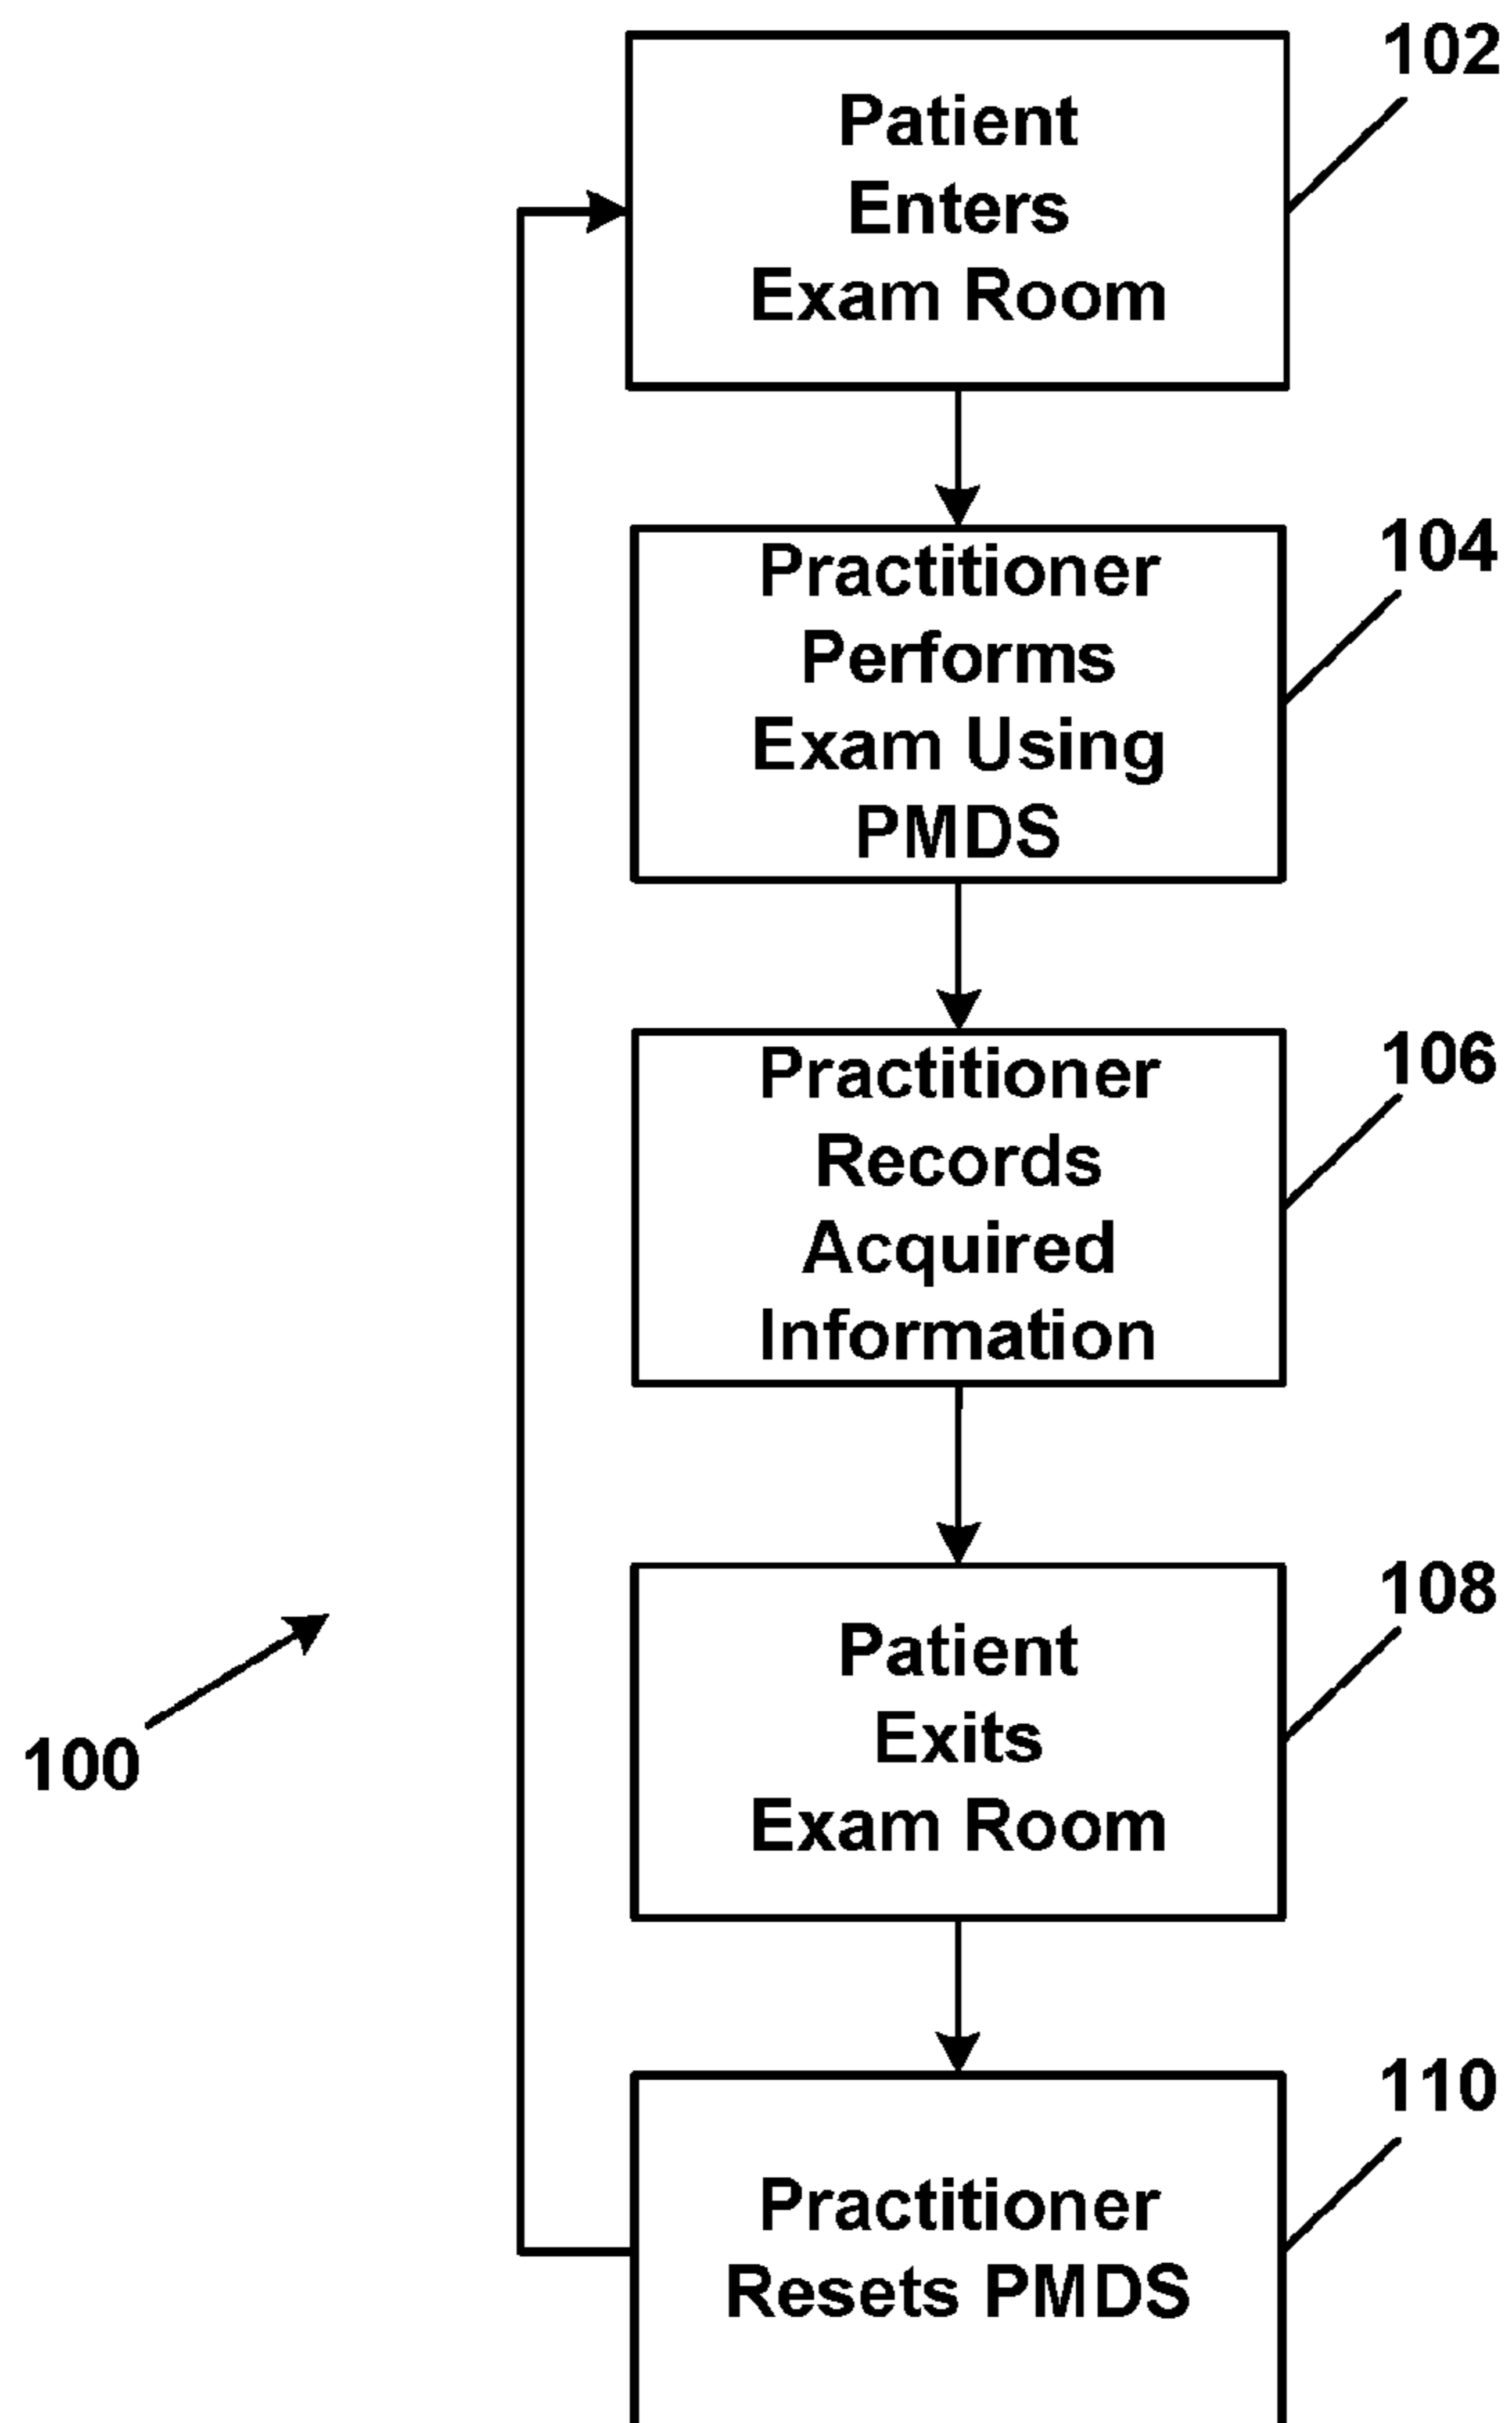 102
Patient
Enters
Exam Room
104
Practitioner
Performs
Exam Using
PMDS
106
Practitioner
Records
Acquired
Information
108
Patient
Exits
Exam Room
100
110
Practitioner
Resets PMDS